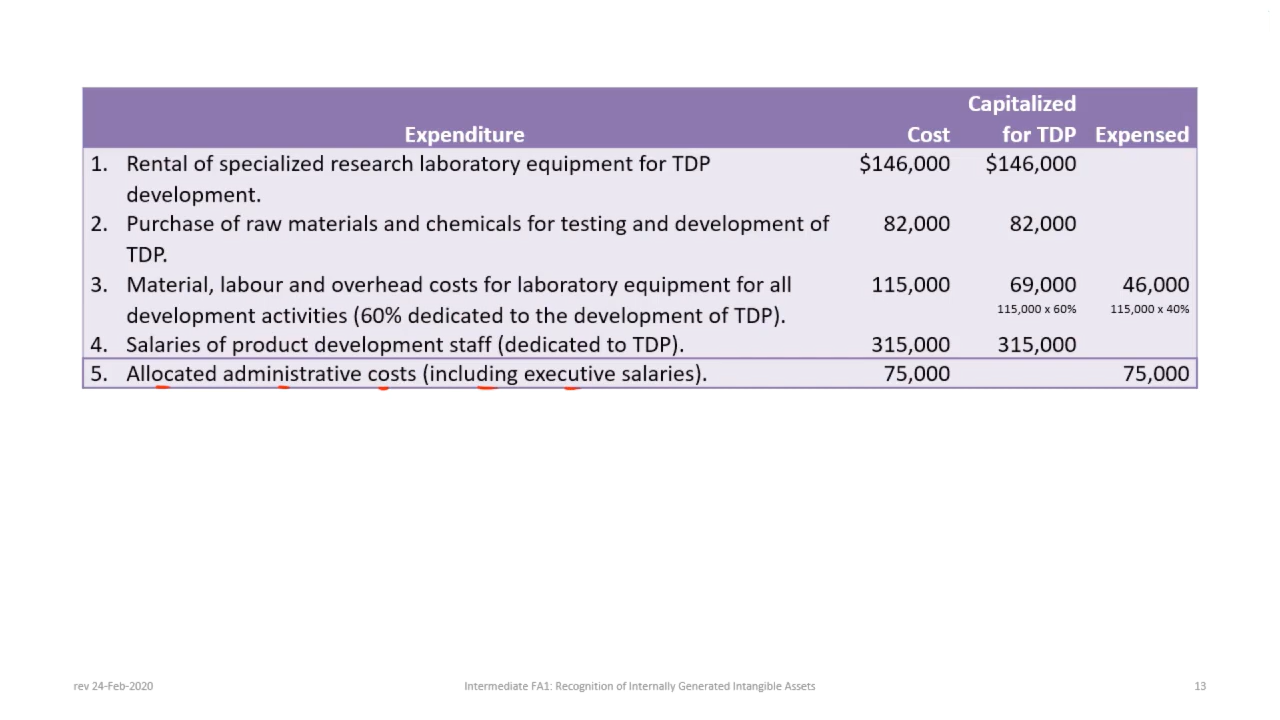 Capitalized
Expenditure Cost for TDP Expensed
1. Rental of specialized research laboratory equipment for TDP $146,000 $146,000
development.
2. Purchase of raw materials and chemicals for testing and development of 82,000 82,000
TDP.
3. Material, labour and overhead costs for laboratory equipment for all 115,000 69,000 46,000
development activities (60% dedicated to the development of TDP). 115,000 x 60% 115,000 x 40%
4. Salaries of product development staff (dedicated to TDP). 315,000 315,000
5. Allocated administrative costs (including executive salaries). 75,000 75,000
rev 24-Feb-2020 Intermediate FA1: Recognition of Internally Generated Intangible Assets 13